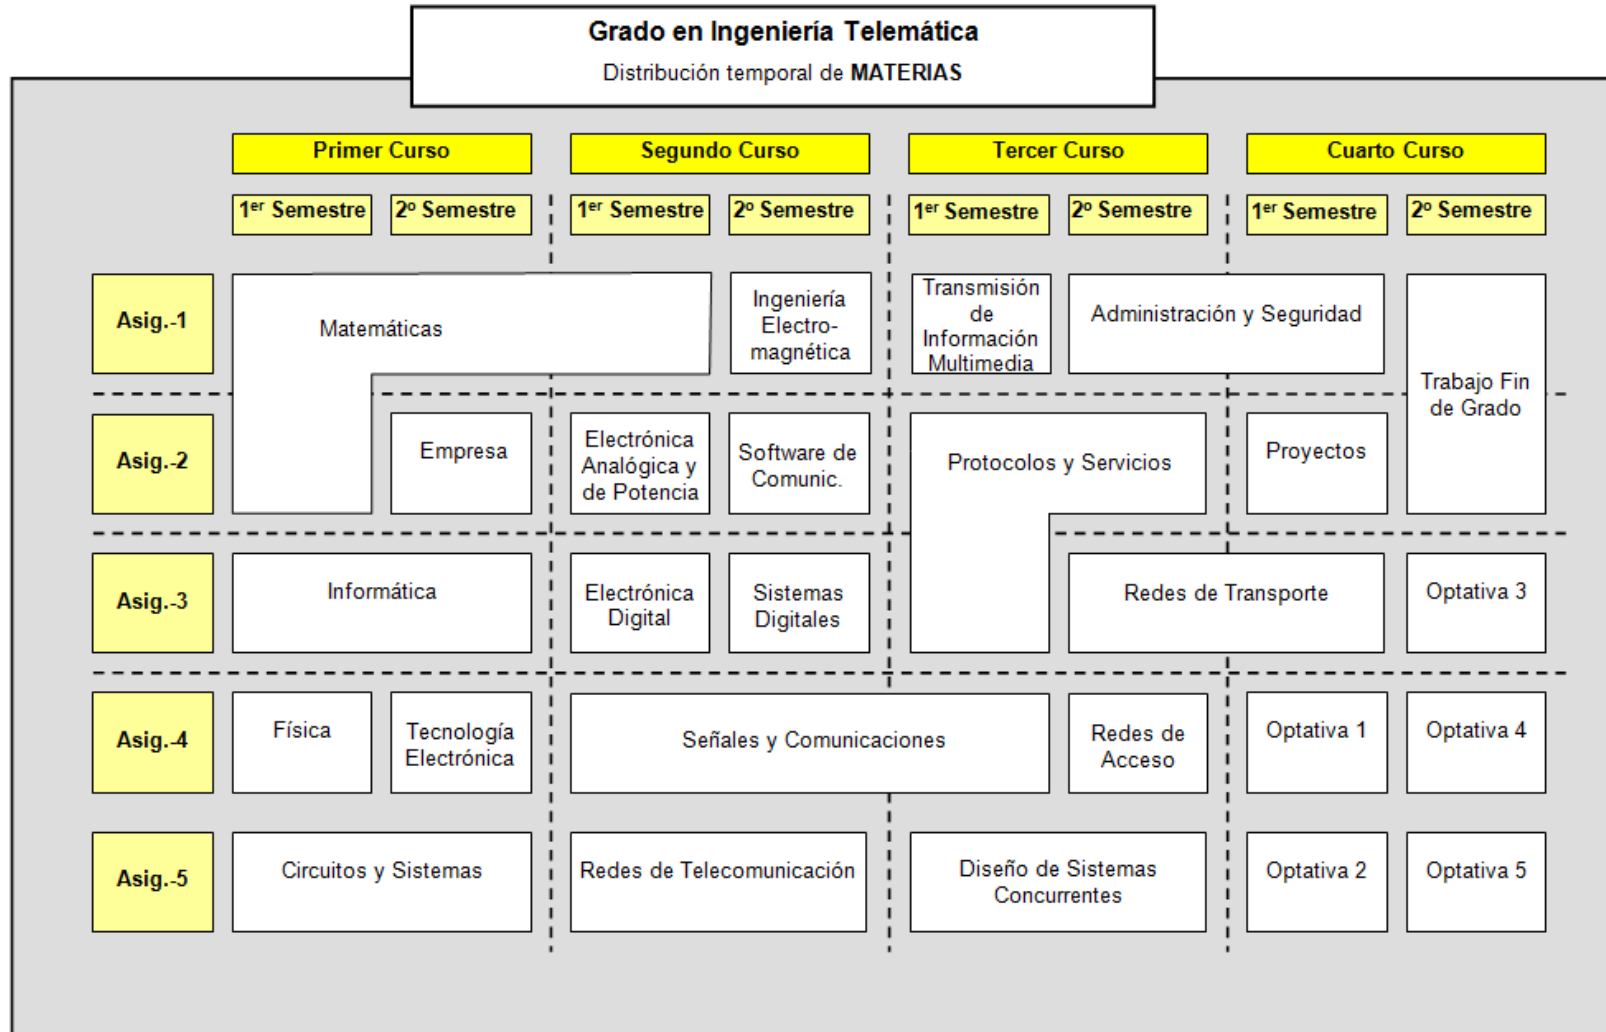 Grado en Ingeniería Telemática
Distribución temporal de MATERIAS
Primer Curso
Segundo Curso
Tercer Curso
Cuarto Curso
1er Semestre
2º Semestre
1er Semestre
2º Semestre
1er Semestre
2º Semestre
1er Semestre
2º Semestre
Asig.-1
Matemáticas
Ingeniería
Electro-
magnética
Transmisión
de
Información
Multimedia
Administración y Seguridad
Trabajo Fin
de Grado
Asig.-2
Empresa
Electrónica
Analógica y
de Potencia
Software de
Comunic.
Protocolos y Servicios
Proyectos
Asig.-3
Informática
Electrónica
Digital
Sistemas
Digitales
Redes de Transporte
Optativa 3
Asig.-4
Física
Tecnología
Electrónica
Señales y Comunicaciones
Redes de
Acceso
Optativa 1
Optativa 4
Asig.-5
Circuitos y Sistemas
Redes de Telecomunicación
Diseño de Sistemas
Concurrentes
Optativa 2
Optativa 5